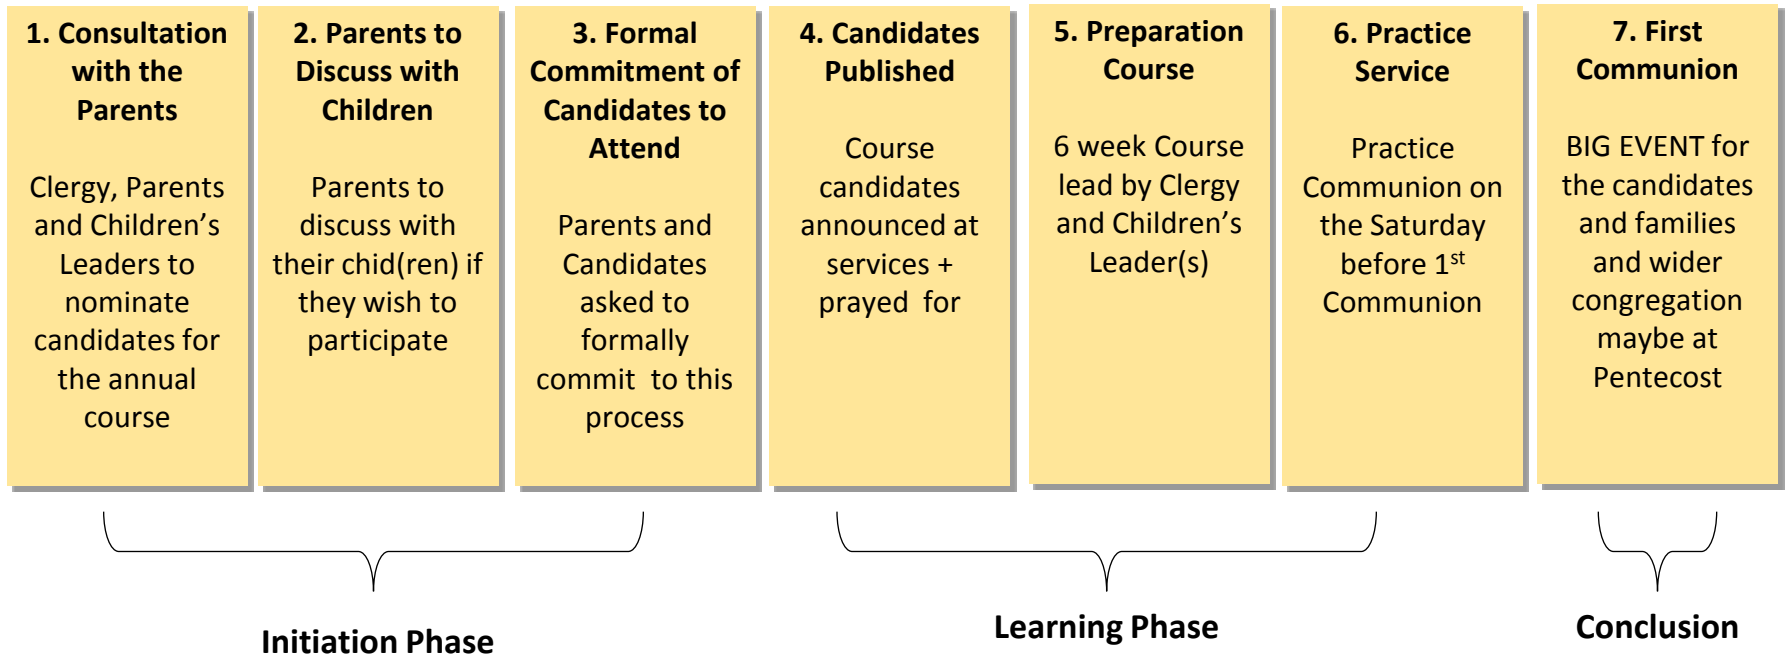 1. Consultation
with the
Parents
Clergy, Parents
and Children’s
Leaders to
nominate
candidates for
the annual
course
2. Parents to
Discuss with
Children
Parents to
discuss with
their chid(ren) if
they wish to
participate
3. Formal
Commitment of
Candidates to
Attend
Parents and
Candidates
asked to
formally
commit to this
process
4. Candidates
Published
Course
candidates
announced at
services +
prayed for
5. Preparation
Course
6 week Course
lead by Clergy
and Children’s
Leader(s)
6. Practice
Service
Practice
Communion on
the Saturday
before 1st
Communion
7. First
Communion
BIG EVENT for
the candidates
and families
and wider
congregation
maybe at
Pentecost
Initiation Phase
Learning Phase
Conclusion